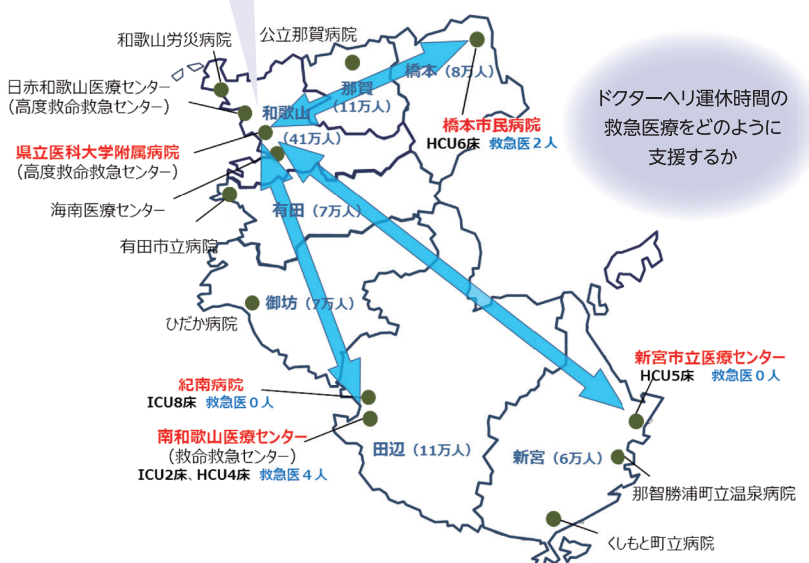 和歌山労災病院
公立那賀病院
橋本（8万人）
那賀
（11万人）
日赤和歌山医療センター
（高度救命救急センター）
和歌山
（41万人）
橋本市民病院
HCU6床 救急医２人
県立医科大学附属病院
（高度救命救急センター）
海南医療センター
有田（7万人）
有田市立病院
御坊（7万人）
ひだか病院
ドクターヘリ運休時間の
救急医療をどのように
支援するか
新宮市立医療センター
HCU5床 救急医０人
紀南病院
ICU8床 救急医０人
南和歌山医療センター
（救命救急センター）
ICU2床、HCU4床 救急医４人
田辺（11万人）
新宮（6万人）
那智勝浦町立温泉病院
くしもと町立病院